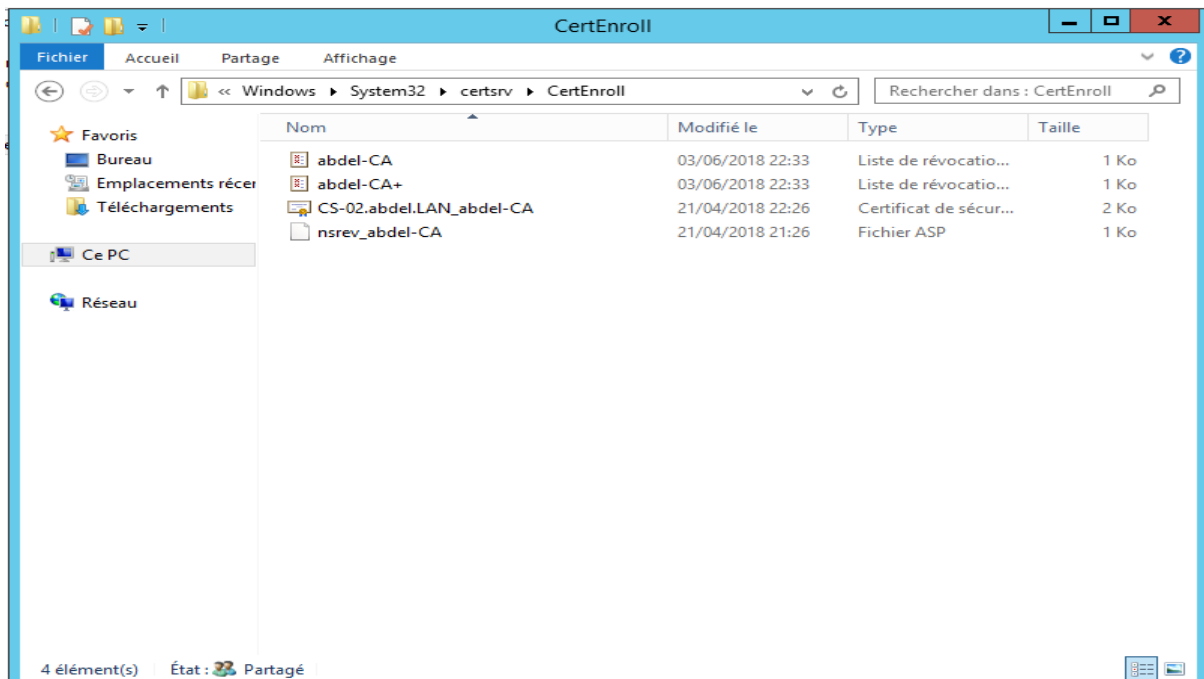 CertEnroll
Fichier Accueil Partage Affichage
« Windows System32 certsrv CertEnroll Rechercher dans : CertEnroll
Favoris
Bureau
Emplacements récer
Téléchargements
Ce PC
Réseau
Nom Modifié le Type Taille
abdel-CA 03/06/2018 22:33 Liste de révocatio... 1 Ko
abdel-CA+ 03/06/2018 22:33 Liste de révocatio... 1 Ko
CS-02.abdel.LAN_abdel-CA 21/04/2018 22:26 Certificat de sécur... 2 Ko
nsrev_abdel-CA 21/04/2018 21:26 Fichier ASP 1 Ko
4 élément(s) État : Partagé